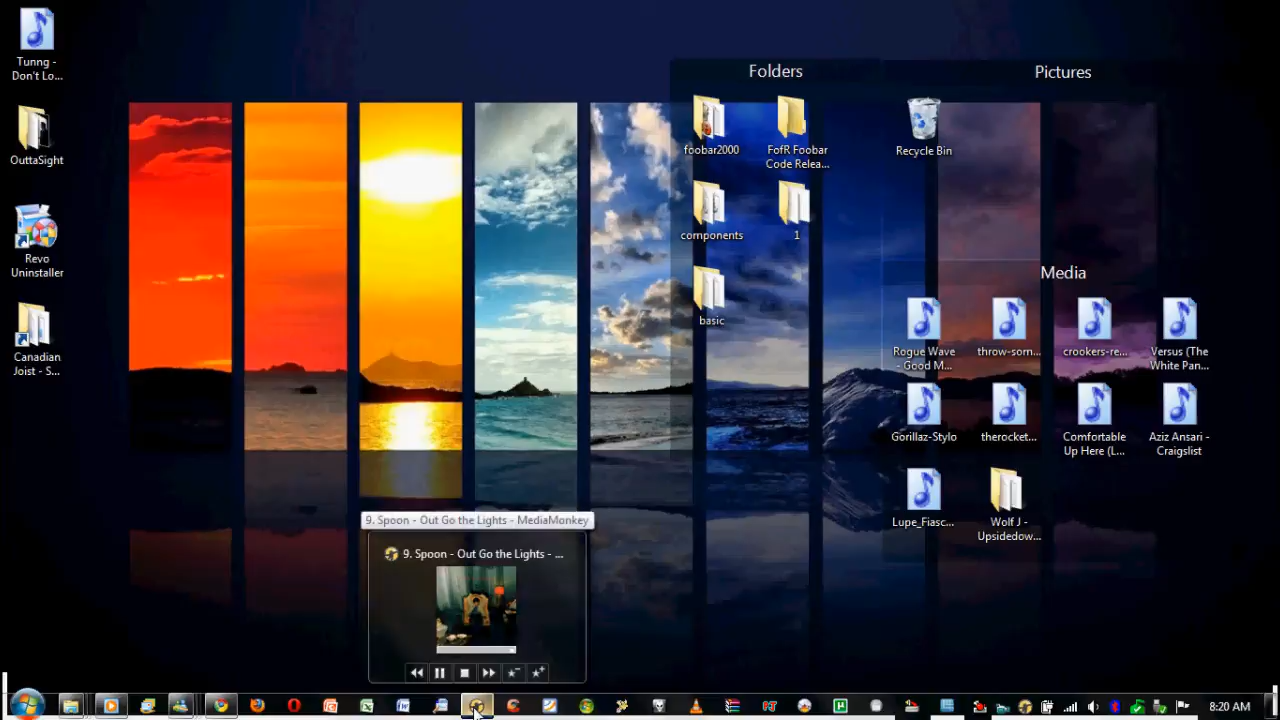 Tunng -
Don't Lo...
OuttaSight
Revo
Uninstaller
Canadian
Joist - S...
Folders
foobar2000
FofR Foobar
Code Relea...
components
1
basic
Pictures
Recycle Bin
Media
Rogue Wave
- Good M...
throw-som...
crookers-re...
Versus (The
White Pan...
Gorillaz-Stylo
therocket...
Comfortable
Up Here (L...
Aziz Ansari -
Craigslist
Lupe_Fiasc...
Wolf J -
Upsidedow...
9. Spoon - Out Go the Lights - MediaMonkey
9. Spoon - Out Go the Lights - ...
8:20 AM